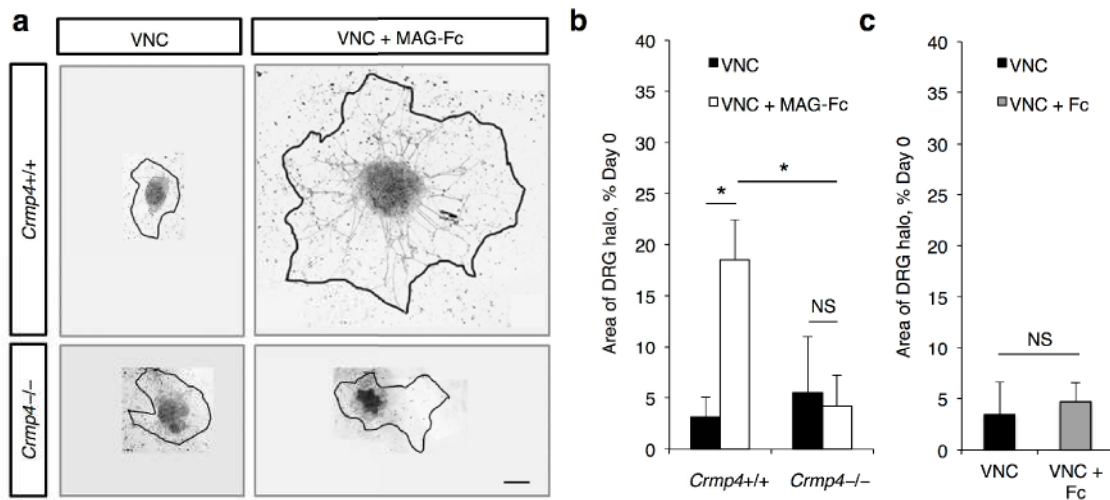 a
VNC
VNC + MAG-Fc
Crmp4+/+
Crmp4–/–
b
40
35
30
25
20
15
10
5
0
Area of DRG halo, % Day 0
VNC
VNC + MAG-Fc
*
*
NS
Crmp4+/+ Crmp4–/–
c
40
35
30
25
20
15
10
5
0
Area of DRG halo, % Day 0
VNC
VNC + Fc
NS
VNC
VNC +
Fc